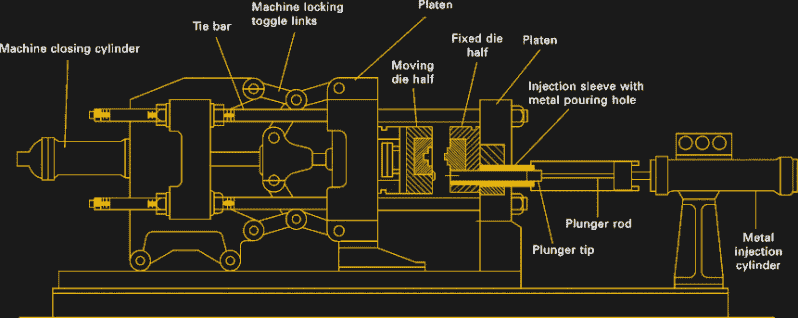 Machine closing cylinder
Tie bar
Machine locking
toggle links
Platen
Moving
die half
Fixed die
half
Platen
Injection sleeve with
metal pouring hole
Plunger rod
Plunger tip
Metal
injection
cylinder